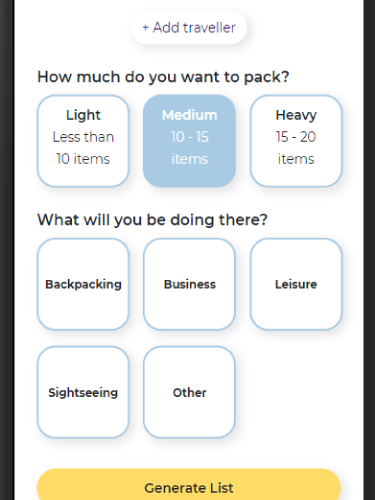 + Add traveller
How much do you want to pack?
Light
Less than
10 items
Medium
10 - 15
items
Heavy
15 - 20
items
What will you be doing there?
Backpacking
Business
Leisure
Sightseeing
Other
Generate List